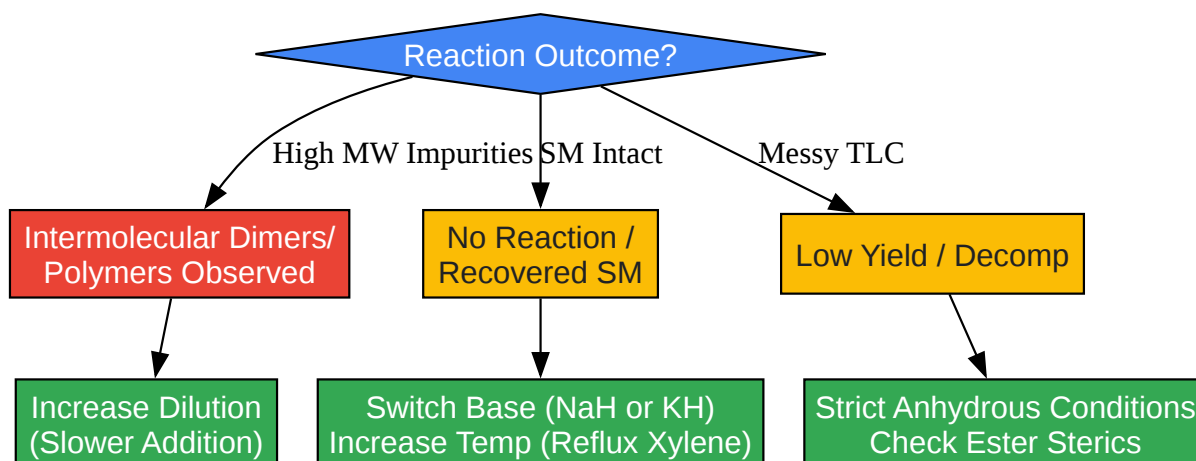 Reaction Outcome?
High MW Impurities
SM Intact
Messy TLC
Intermolecular Dimers/
Polymers Observed
No Reaction /
Recovered SM
Low Yield / Decomp
Increase Dilution
(Slower Addition)
Switch Base (NaH or KH)
Increase Temp (Reflux Xylene)
Strict Anhydrous Conditions
Check Ester Sterics